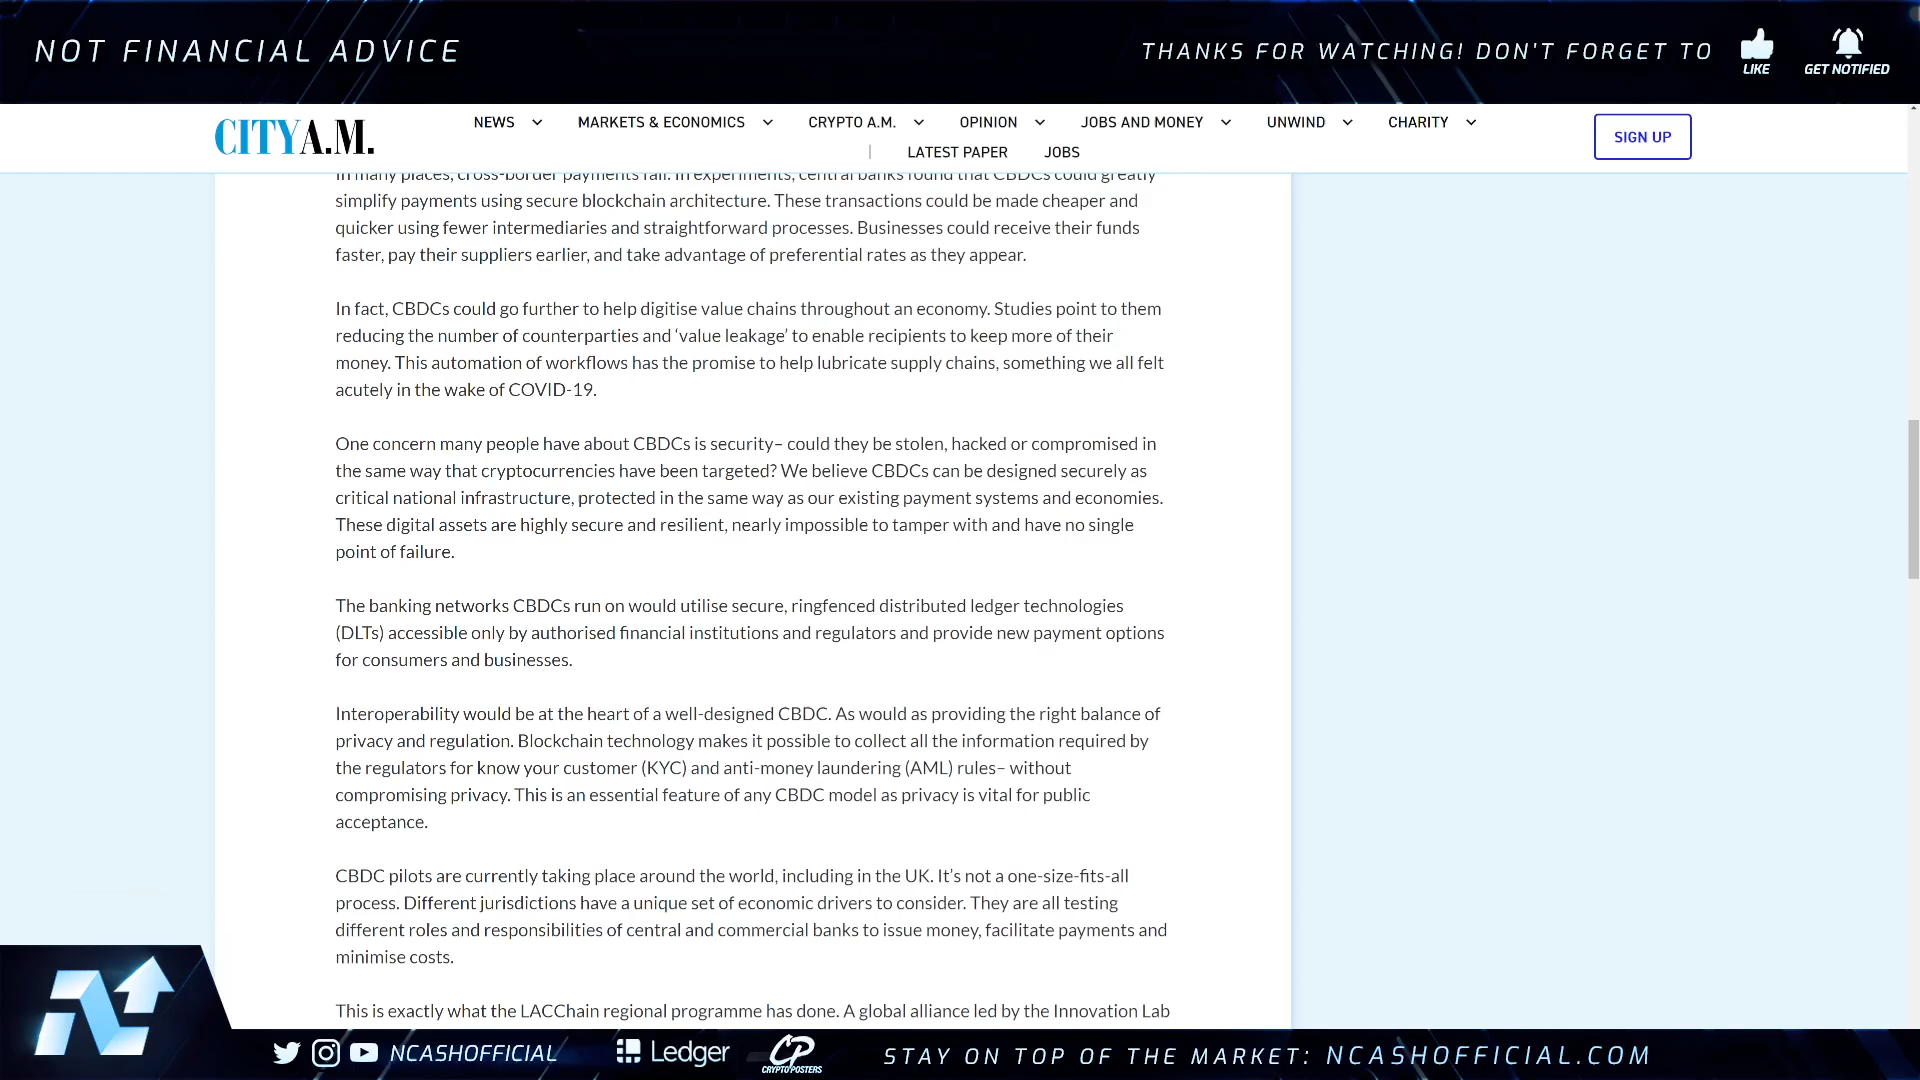 NOT FINANCIAL ADVICE
THANKS FOR WATCHING! DON'T FORGET TO
LIKE
GET NOTIFIED
CITY A.M.
NEWS
MARKETS & ECONOMICS
CRYPTO A.M.
OPINION
JOBS AND MONEY
UNWIND
CHARITY
| LATEST PAPER
JOBS
SIGN UP
In many places, cross-border payments fail. In experiments, central banks found that CBDCs could greatly
simplify payments using secure blockchain architecture. These transactions could be made cheaper and
quicker using fewer intermediaries and straightforward processes. Businesses could receive their funds
faster, pay their suppliers earlier, and take advantage of preferential rates as they appear.
In fact, CBDCs could go further to help digitise value chains throughout an economy. Studies point to them
reducing the number of counterparties and ‘value leakage’ to enable recipients to keep more of their
money. This automation of workflows has the promise to help lubricate supply chains, something we all felt
acutely in the wake of COVID-19.
One concern many people have about CBDCs is security– could they be stolen, hacked or compromised in
the same way that cryptocurrencies have been targeted? We believe CBDCs can be designed securely as
critical national infrastructure, protected in the same way as our existing payment systems and economies.
These digital assets are highly secure and resilient, nearly impossible to tamper with and have no single
point of failure.
The banking networks CBDCs run on would utilise secure, ringfenced distributed ledger technologies
(DLTs) accessible only by authorised financial institutions and regulators and provide new payment options
for consumers and businesses.
Interoperability would be at the heart of a well-designed CBDC. As would as providing the right balance of
privacy and regulation. Blockchain technology makes it possible to collect all the information required by
the regulators for know your customer (KYC) and anti-money laundering (AML) rules– without
compromising privacy. This is an essential feature of any CBDC model as privacy is vital for public
acceptance.
CBDC pilots are currently taking place around the world, including in the UK. It’s not a one-size-fits-all
process. Different jurisdictions have a unique set of economic drivers to consider. They are all testing
different roles and responsibilities of central and commercial banks to issue money, facilitate payments and
minimise costs.
This is exactly what the LACChain regional programme has done. A global alliance led by the Innovation Lab
NCASHOFFICIAL
Ledger
CP
CRYPTOPOSTERS
STAY ON TOP OF THE MARKET: NCASHOFFICIAL.COM